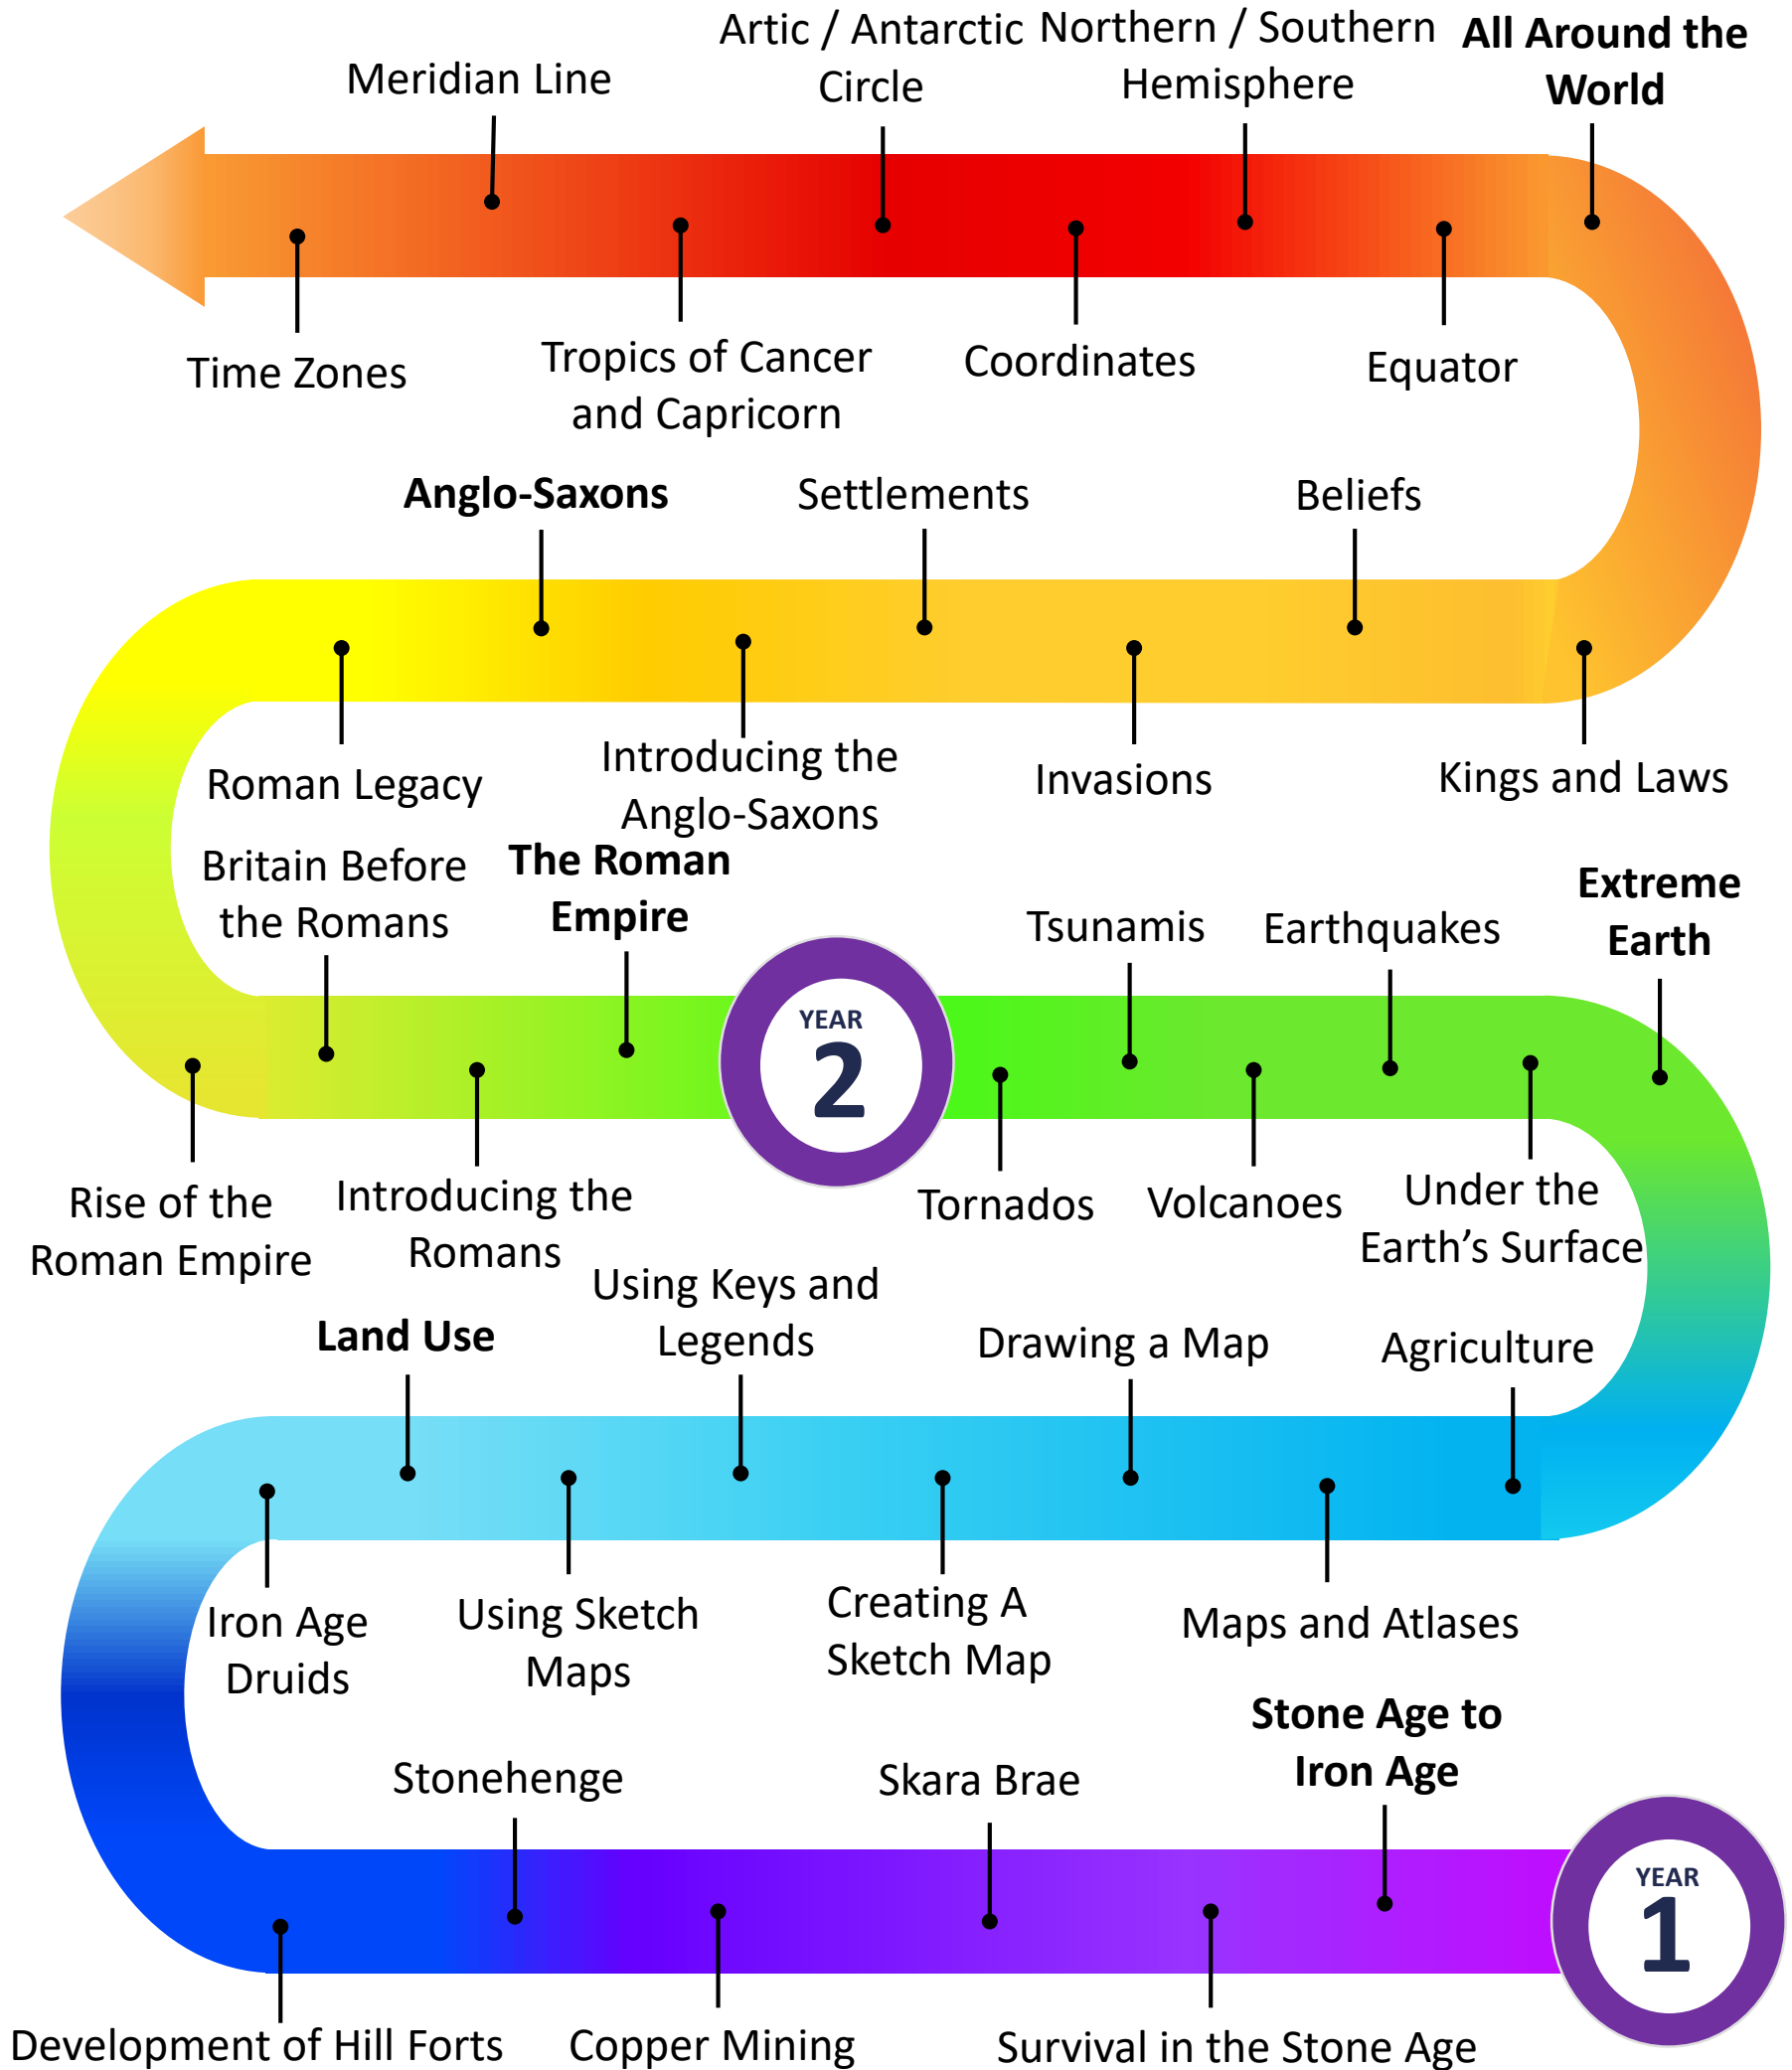 Artic / Antarctic
Circle
Northern / Southern
Hemisphere
All Around the
World
Meridian Line
Time Zones
Tropics of Cancer
and Capricorn
Coordinates
Equator
Anglo-Saxons
Settlements
Beliefs
Roman Legacy
Introducing the
Anglo-Saxons
Invasions
Kings and Laws
Britain Before
the Romans
The Roman
Empire
Tsunamis
Earthquakes
Extreme
Earth
YEAR
2
Rise of the
Roman Empire
Introducing the
Romans
Tornados
Volcanoes
Under the
Earth’s Surface
Land Use
Using Keys and
Legends
Drawing a Map
Agriculture
Iron Age
Druids
Using Sketch
Maps
Creating A
Sketch Map
Maps and Atlases
Stonehenge
Skara Brae
Stone Age to
Iron Age
YEAR
1
Development of Hill Forts
Copper Mining
Survival in the Stone Age